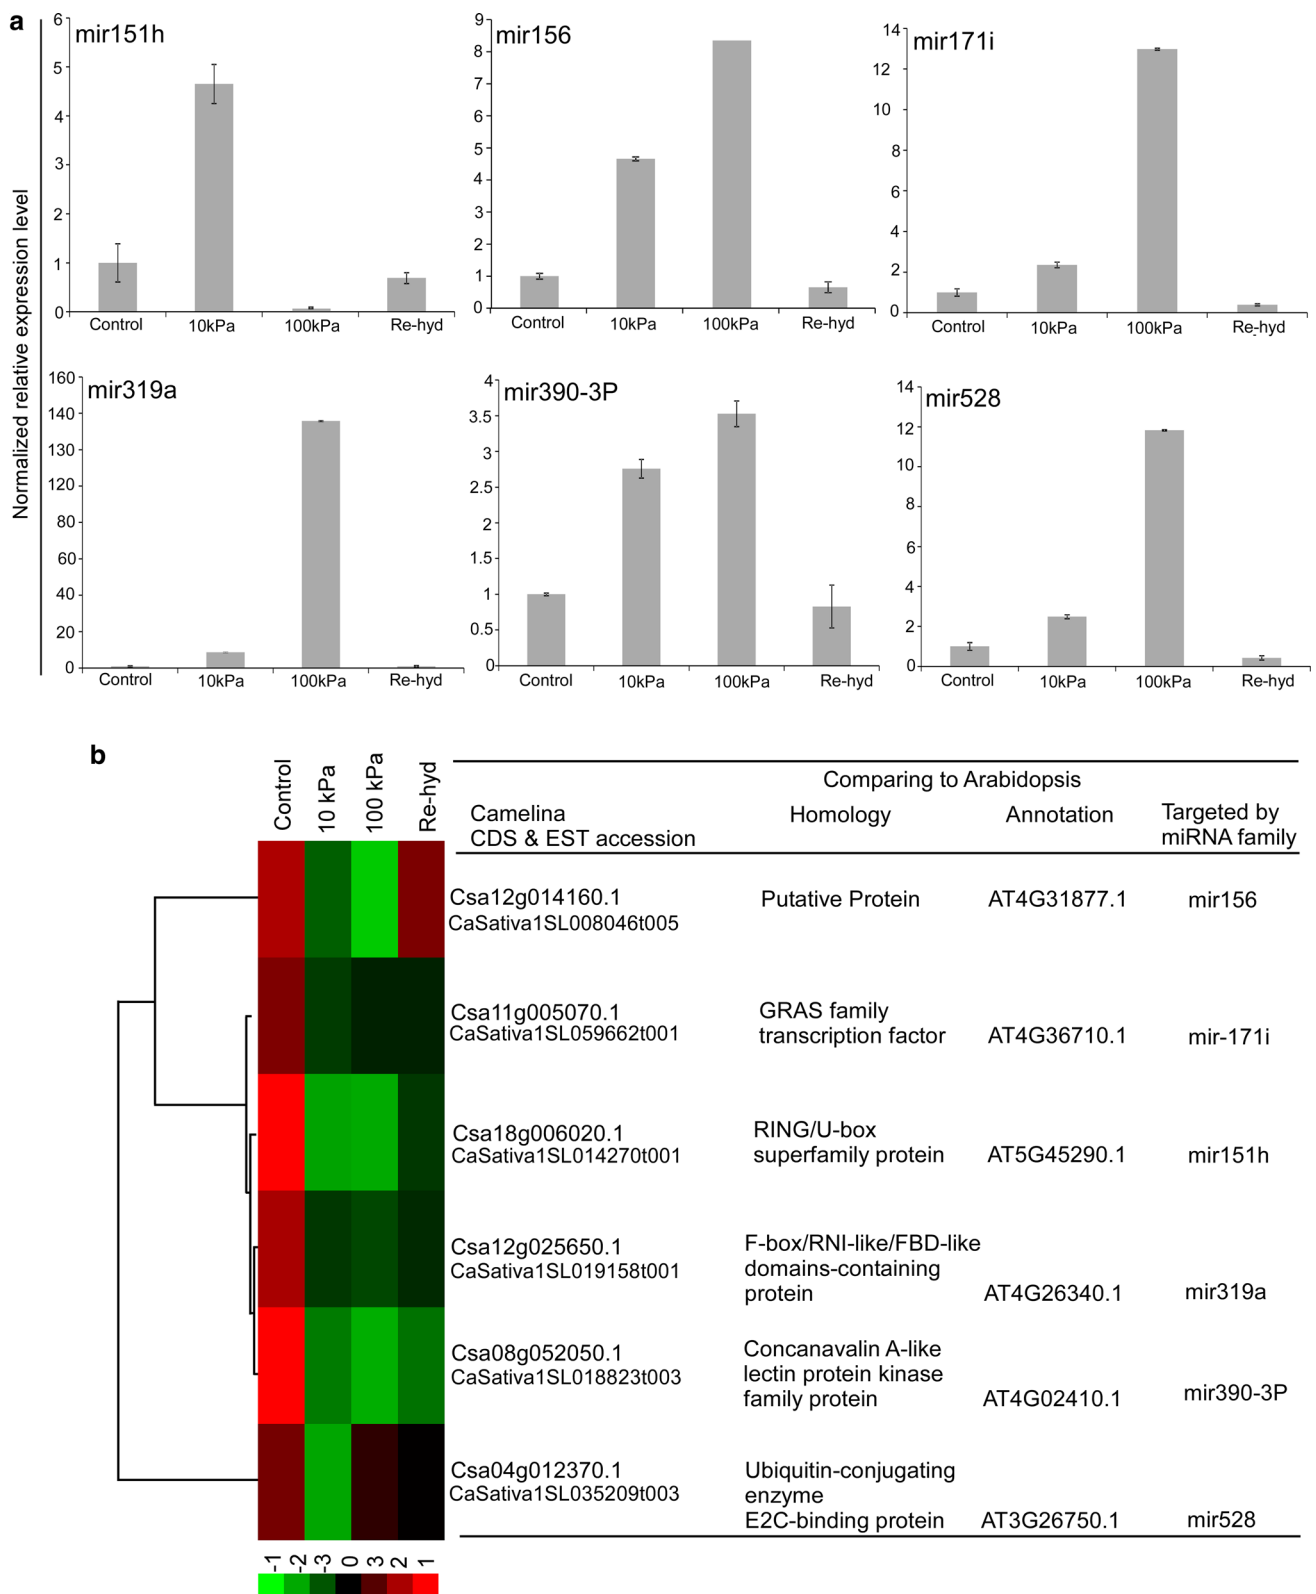 a
Normalized relative expression level
mir151h
6
5
4
3
2
1
0
Control 10kPa 100kPa Re-hyd
mir156
9
8
7
6
5
4
3
2
1
0
Control 10kPa 100kPa Re-hyd
mir171i
14
12
10
8
6
4
2
0
Control 10kPa 100kPa Re-hyd
mir319a
160
140
130
120
80
60
40
20
0
Control 10kPa 100kPa Re-hyd
mir390-3P
4
3.5
3
2.5
2
1.5
1
0.5
0
Control 10kPa 100kPa Re-hyd
mir528
14
12
10
8
6
4
2
0
Control 10kPa 100kPa Re-hyd
b
Control 10 kPa 100 kPa Re-hyd
Comparing to Arabidopsis
Camelina
CDS & EST accession
Homology
Annotation
Targeted by
miRNA family
Csa12g014160.1
CaSativa1SL008046t005
Putative Protein
AT4G31877.1
mir156
Csa11g005070.1
CaSativa1SL059662t001
GRAS family
transcription factor
AT4G36710.1
mir-171i
Csa18g006020.1
CaSativa1SL014270t001
RING/U-box
superfamily protein
AT5G45290.1
mir151h
Csa12g025650.1
CaSativa1SL019158t001
F-box/RNI-like/FBD-like
domains-containing
protein
AT4G26340.1
mir319a
Csa08g052050.1
CaSativa1SL018823t003
Concanavalin A-like
lectin protein kinase
family protein
AT4G02410.1
mir390-3P
Csa04g012370.1
CaSativa1SL035209t003
Ubiquitin-conjugating
enzyme
E2C-binding protein
AT3G26750.1
mir528
-1 -2 -3 0 3 2 1